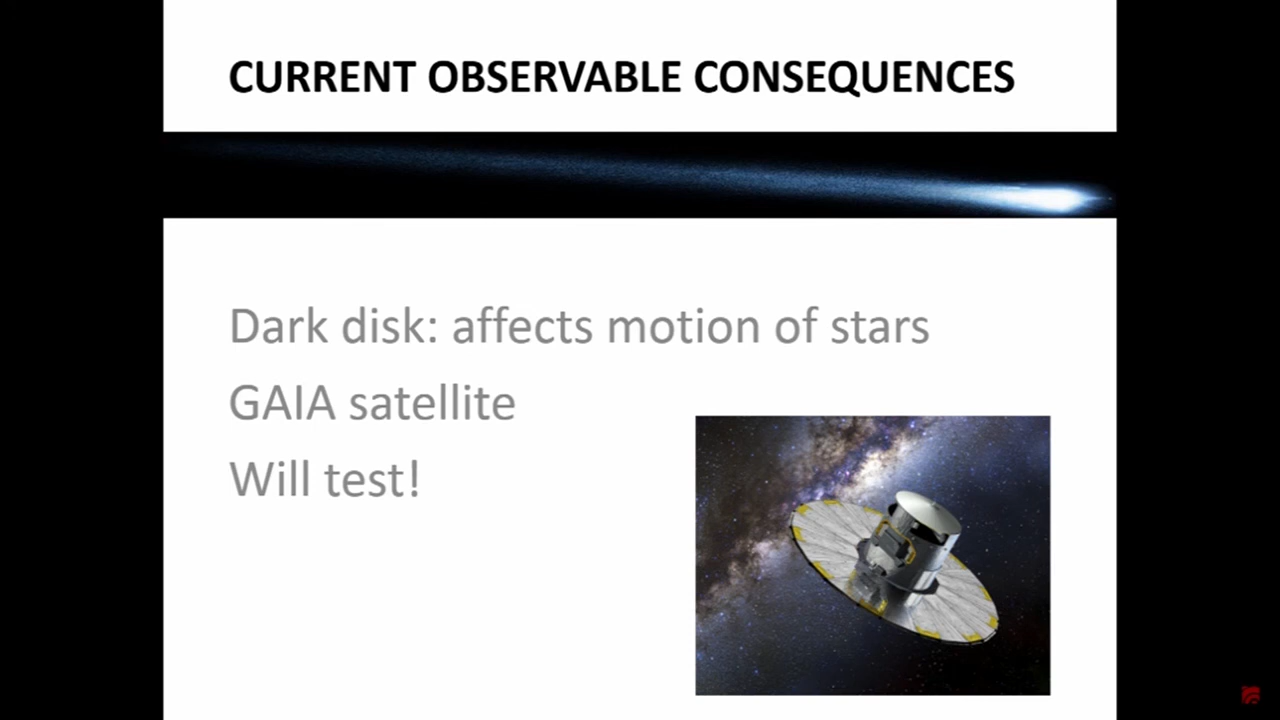 CURRENT OBSERVABLE CONSEQUENCES
Dark disk: affects motion of stars
GAIA satellite
Will test!